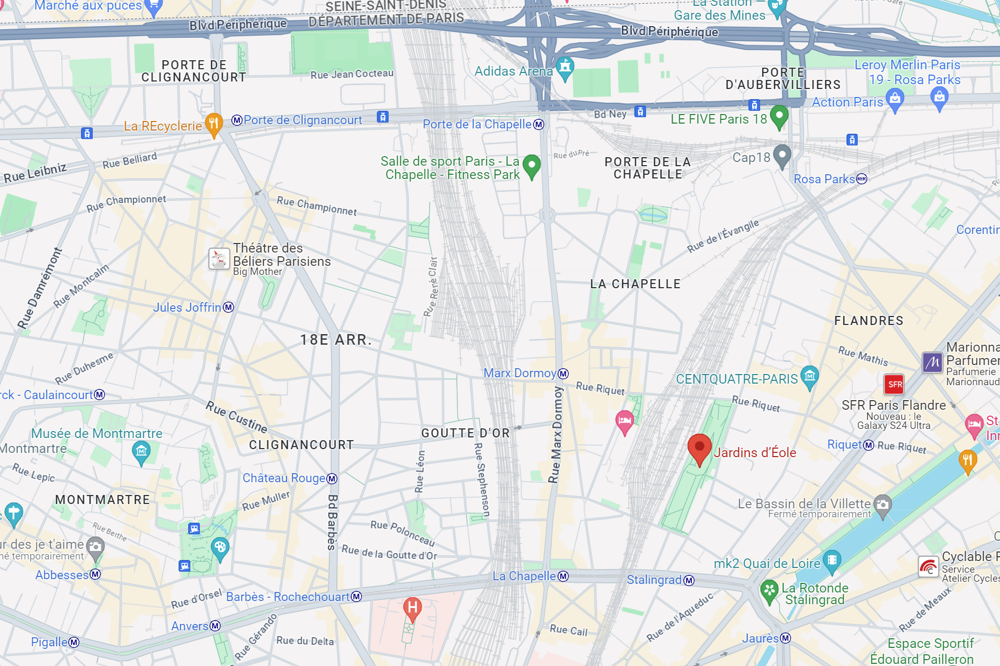 Marché aux puces
SEINE-SAINT-DENIS
DÉPARTEMENT DE PARIS
Blvd Périphérique
Blvd Périphérique
La Station —
Gare des Mines
PORTE DE
CLIGNANCOURT
Rue Jean Cocteau
Adidas Arena
PORTE
D'AUBERVILLIERS
Leroy Merlin Paris
19 - Rosa Parks
Action Paris
La REcyclerie
M Porte de Clignancourt
Porte de la Chapelle M
Bd Ney
LE FIVE Paris 18
Rue Leibniz
Rue Belliard
Salle de sport Paris - La
Chapelle - Fitness Park
Rue du Pré
PORTE DE LA
CHAPELLE
Cap18
Rosa Parks RER
Rue Championnet
Rue Championnet
Rue de l'Évangile
Corentin
Théâtre des
Béliers Parisiens
Big Mother
Rue Damrémont
Rue Montcalm
Rue René Clair
LA CHAPELLE
Jules Joffrin M
18E ARR.
FLANDRES
Rue Mathis
Marionna
Parfumer
Parfumerie
Marionnaud
M
Rue Duhesme
Marx Dormoy M
Rue Riquet
CENTQUATRE-PARIS
SFR
Rue Riquet
SFR Paris Flandre
Nouveau : le
Galaxy S24 Ultra
rck - Caulaincourt M
Rue Custine
Rue Marx Dormoy
Musée de Montmartre
Montmartre
CLIGNANCOURT
GOUTTE D'OR
Jardins d'Éole
Riquet M
Rue Riquet
St
Inn
Rue Lepic
Château Rouge M
Rue Léon
Rue Stephenson
MONTMARTRE
Rue Muller
Bd Barbès
Le Bassin de la Villette
Fermé temporairement
Rue Berthe
Rue Polonceau
ur des je t'aime
mé temporairement
Rue de la Goutte d'Or
Abbesses M
La Chapelle M
Stalingrad M
mk2 Quai de Loire
Cyclable P
Service
Atelier Cycles
La Rotonde
Stalingrad
Rue d'Orsel
Barbès - Rochechouart M
H
Rue de l'Aqueduc
Rue de Meaux
Anvers M
Rue Gérando
Rue du Delta
Rue Cail
Pigalle M
Jaurès M
Espace Sportif
Édouard Pailleron